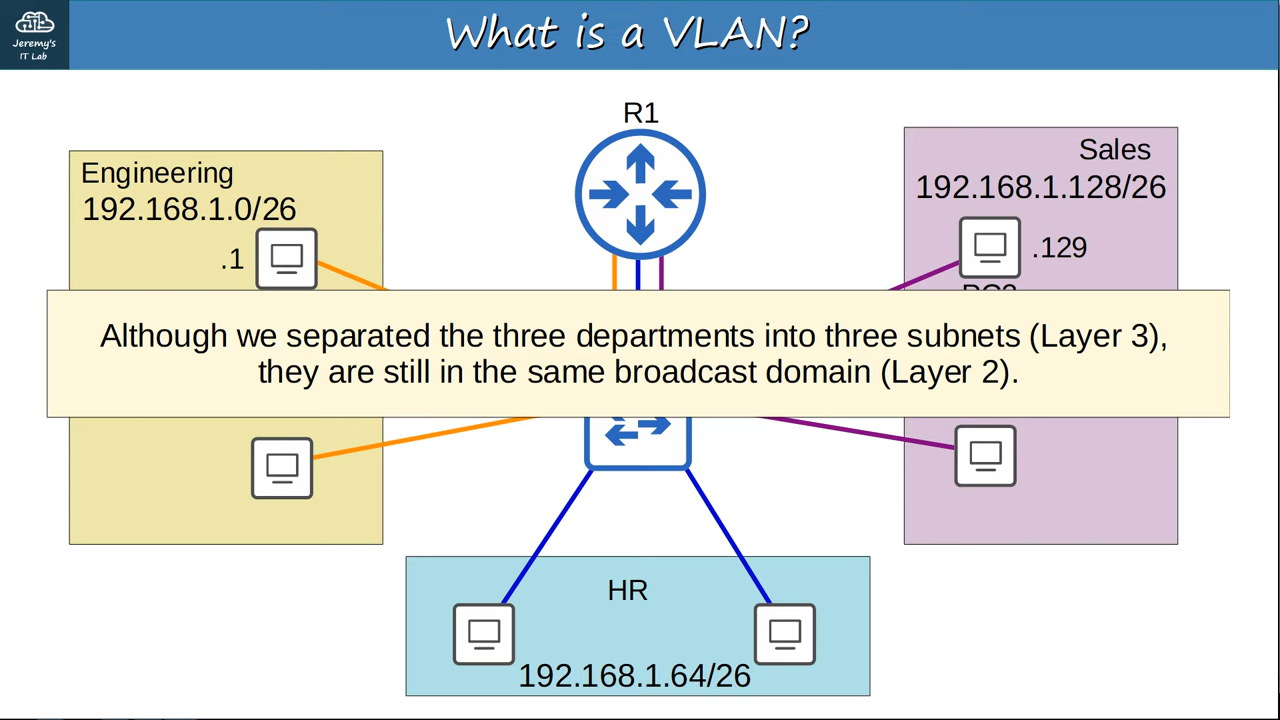 What is a VLAN?
Jeremy's
IT Lab
R1
Engineering
192.168.1.0/26
.1
Sales
192.168.1.128/26
.129
Although we separated the three departments into three subnets (Layer 3),
they are still in the same broadcast domain (Layer 2).
HR
192.168.1.64/26